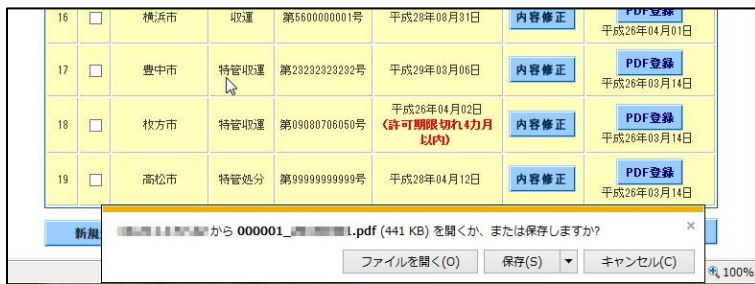 16 横浜市 収運 第5600000001号 平成28年08月31日 内容修正 PDF登録
平成26年04月01日
17 豊中市 特管収運 第23232323232号 平成29年03月06日 内容修正 PDF登録
平成26年03月14日
18 枚方市 特管収運 第09080706050号 平成26年04月02日
(許可期限切れ4カ月
以内) 内容修正 PDF登録
平成26年03月14日
19 高松市 特管処分 第99999999999号 平成28年04月12日 内容修正 PDF登録
平成26年03月14日
新規
から 000001_ 1.pdf (441 KB) を開くか、または保存しますか?
×
ファイルを開く(O) 保存(S) ▼ キャンセル(C)
100%